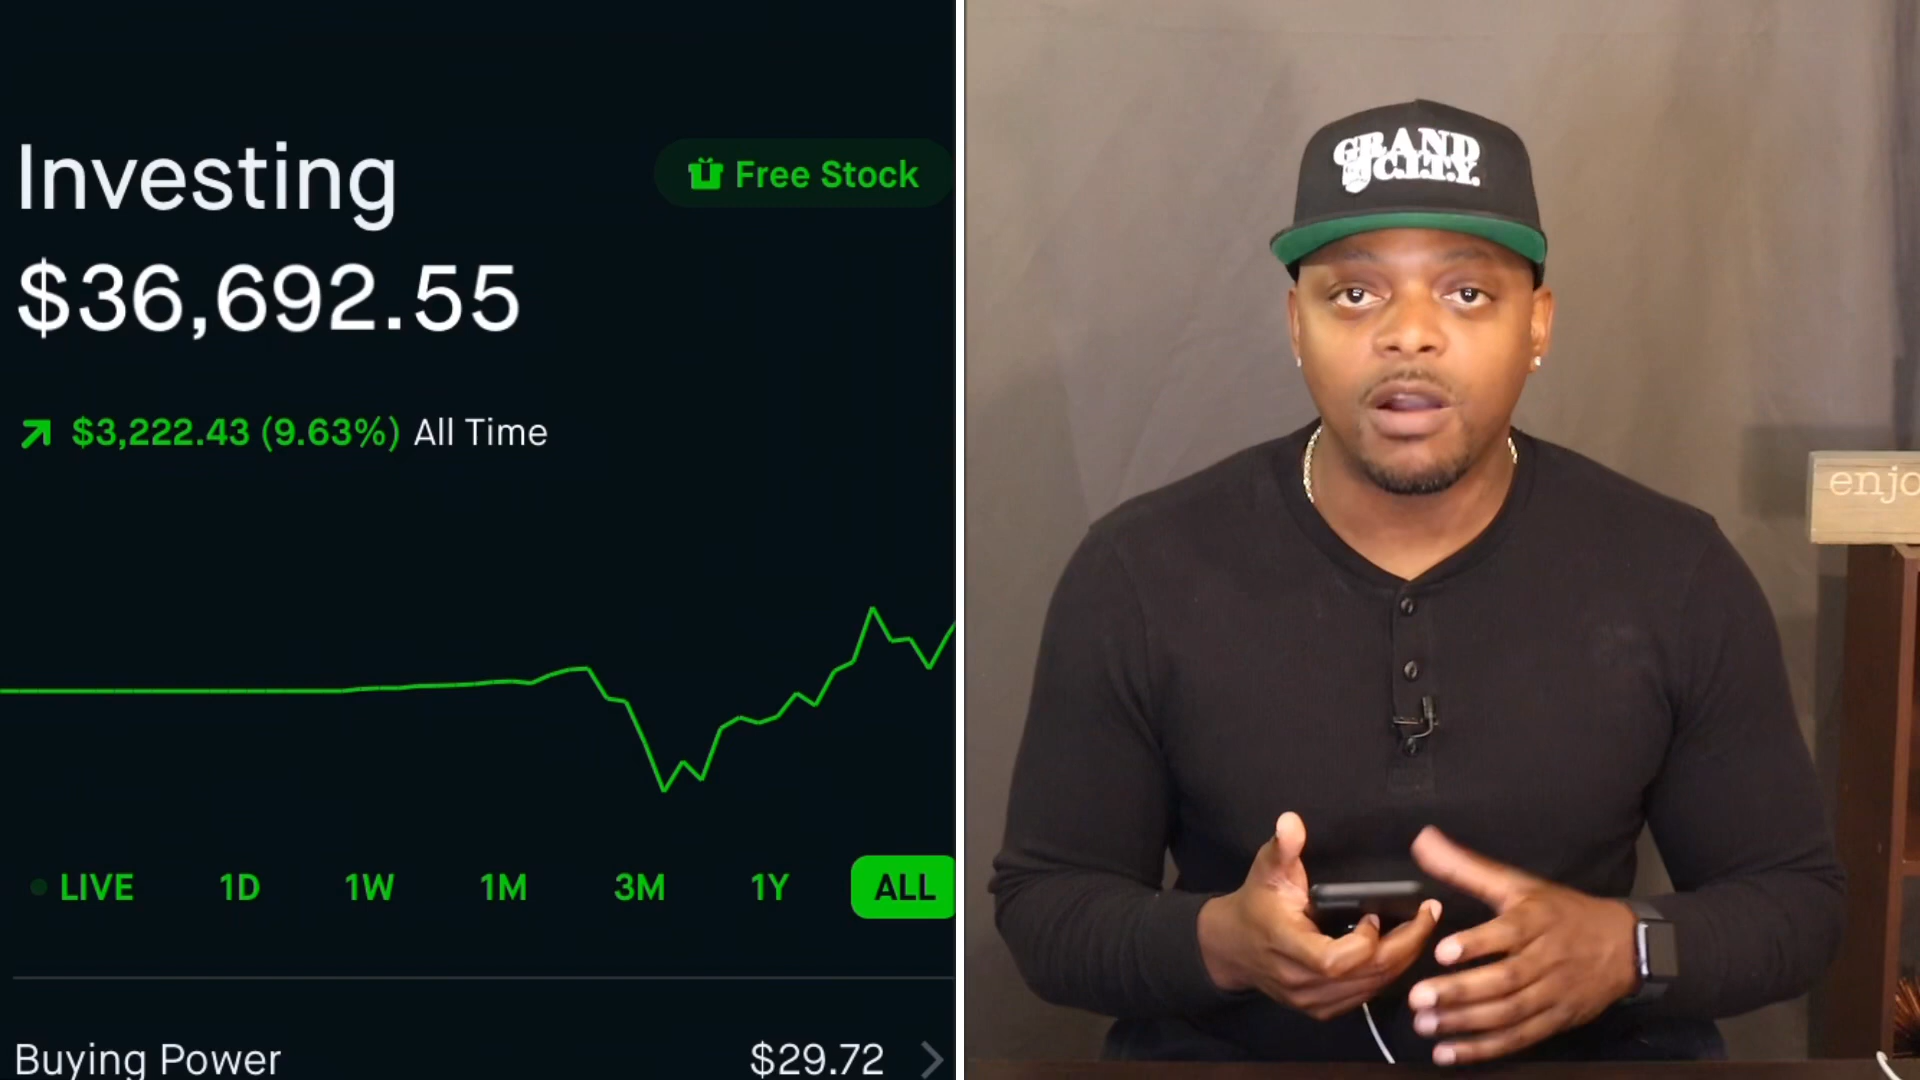 Investing
Free Stock
$36,692.55
$3,222.43 (9.63%) All Time
LIVE 1D 1W 1M 3M 1Y ALL
Buying Power $29.72
GRAND
C.I.T.Y.
enjo